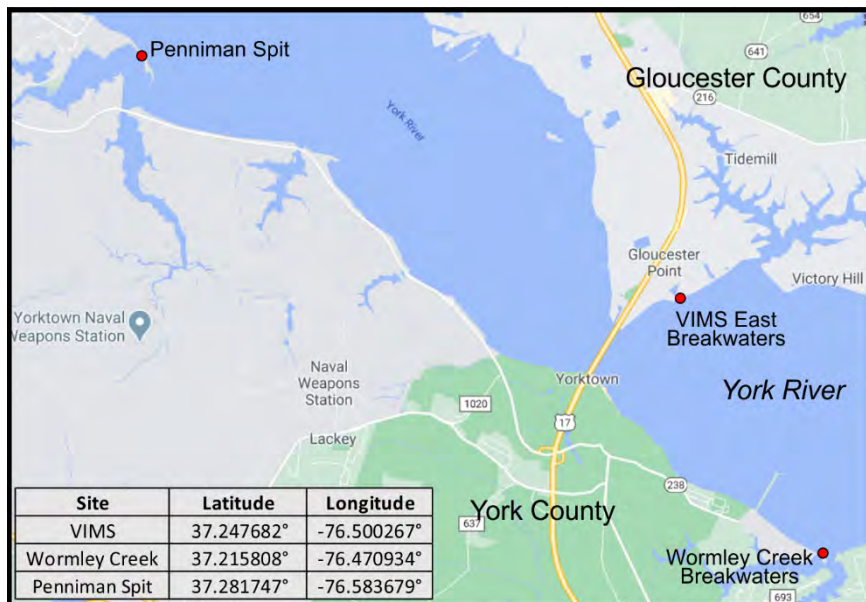 Penniman Spit
654
641
Gloucester County
216
York River
Tidemill
Gloucester
Point
Victory Hill
VIMS East
Breakwaters
Yorktown Naval
Weapons Station
Naval
Weapons
Station
Yorktown
York River
1020
17
Lackey
238
York County
637
Wormley Creek
Breakwaters
693
Site Latitude Longitude
VIMS 37.247682° -76.500267°
Wormley Creek 37.215808° -76.470934°
Penniman Spit 37.281747° -76.583679°